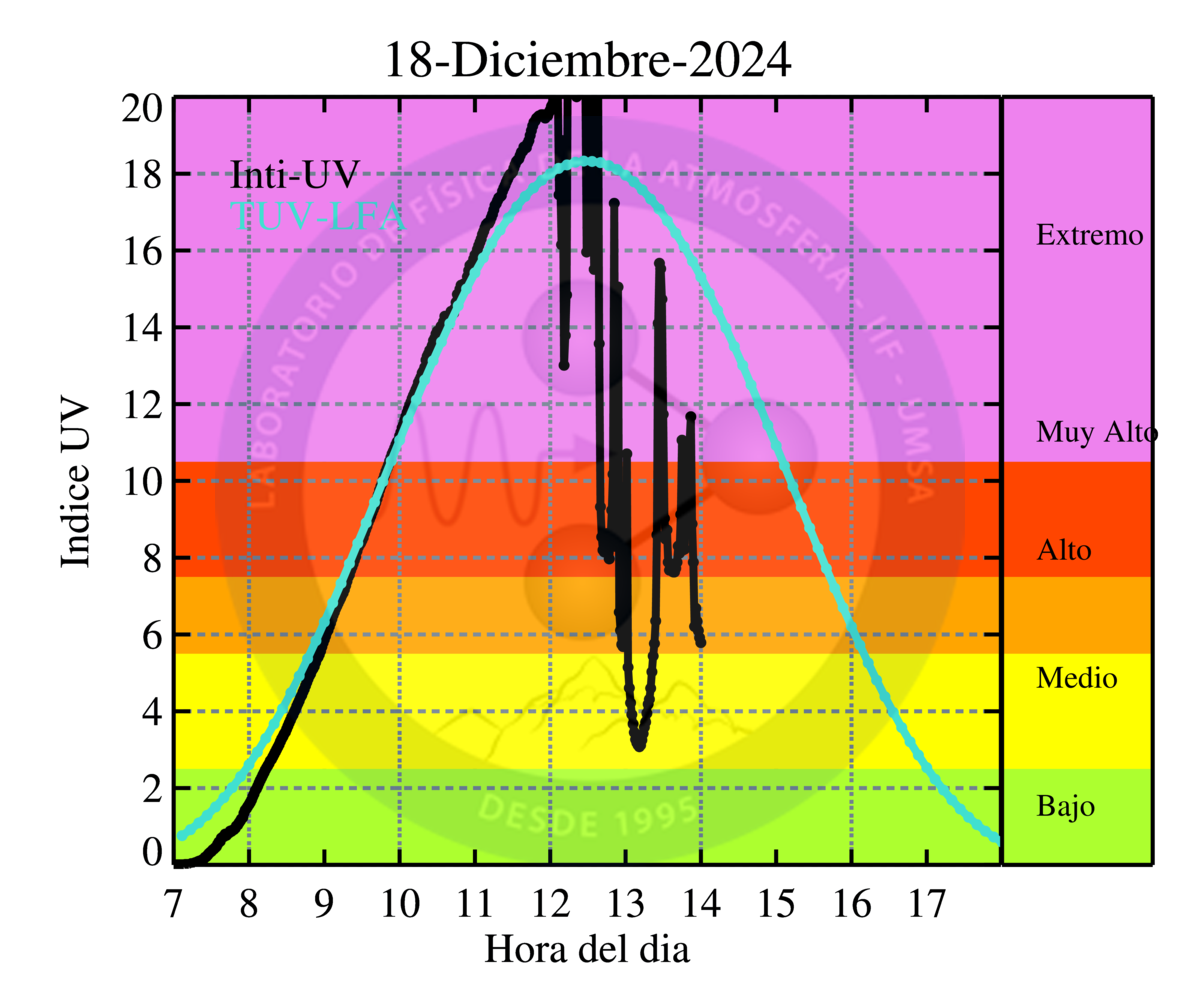 18-Diciembre-2024
Inti-UV
TUV-LFA
LABORATORIO DE FÍSICA DE LA ATMÓSFERA - IIF - UMSA
DESDE 1995
Indice UV
20
18
16
14
12
10
8
6
4
2
0
7 8 9 10 11 12 13 14 15 16 17
Hora del dia
Extremo
Muy Alto
Alto
Medio
Bajo